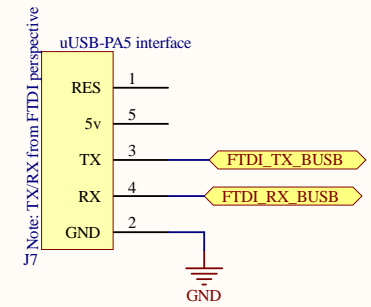 uUSB-PA5 interface
Note: TX/RX from FTDI perspective
RES 1
5v 5
TX 3 FTDI_TX_BUSB
RX 4 FTDI_RX_BUSB
GND 2
J7
GND